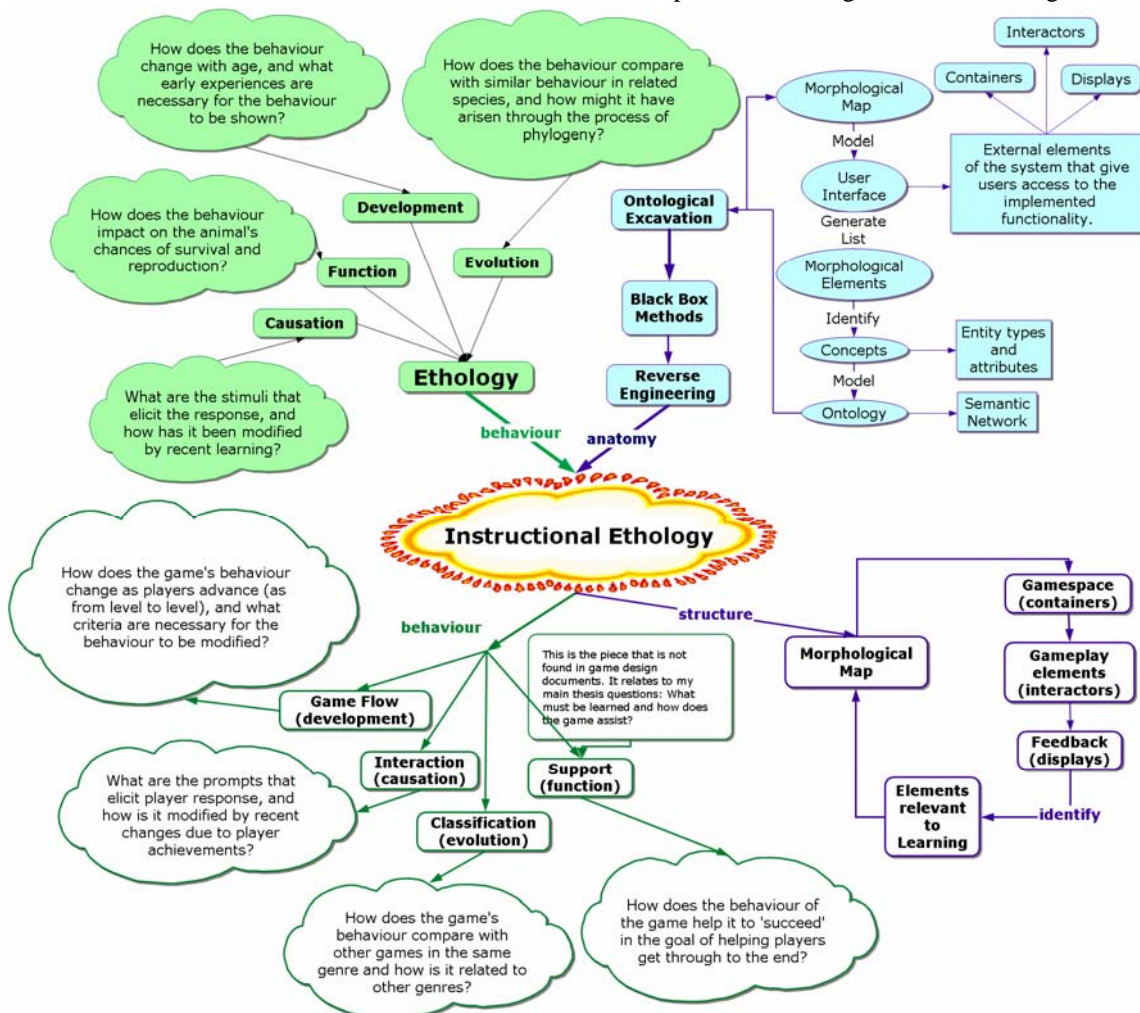 How does the behaviour
change with age, and what
early experiences are
necessary for the behaviour
to be shown?
How does the behaviour compare
with similar behaviour in related
species, and how might it have
arisen through the process of
phylogeny?
How does the behaviour
impact on the animal's
chances of survival and
reproduction?
Development
Function
Evolution
Causation
What are the stimuli that
elicit the response, and
how has it been modified
by recent learning?
Ethology
behaviour
Ontological
Excavation
Black Box
Methods
Reverse
Engineering
anatomy
Interactors
Containers
Displays
Morphological
Map
Model
User
Interface
External elements
of the system that give
users access to the
implemented
functionality.
Generate
List
Morphological
Elements
Identify
Concepts
Entity types
and
attributes
Model
Ontology
Semantic
Network
Instructional Ethology
behaviour
structure
How does the game's behaviour
change as players advance (as
from level to level), and what
criteria are necessary for the
behaviour to be modified?
This is the piece that is not
found in game design
documents. It relates to my
main thesis questions: What
must be learned and how does
the game assist?
Game Flow
(development)
Interaction
(causation)
Support
(function)
Classification
(evolution)
What are the prompts that
elicit player response, and
how is it modified by recent
changes due to player
achievements?
How does the game's
behaviour compare with
other games in the same
genre and how is it related to
other genres?
How does the behaviour of
the game help it to 'succeed'
in the goal of helping players
get through to the end?
Morphological
Map
Gamespace
(containers)
Gameplay
elements
(interactors)
Feedback
(displays)
identify
Elements
relevant
to
Learning